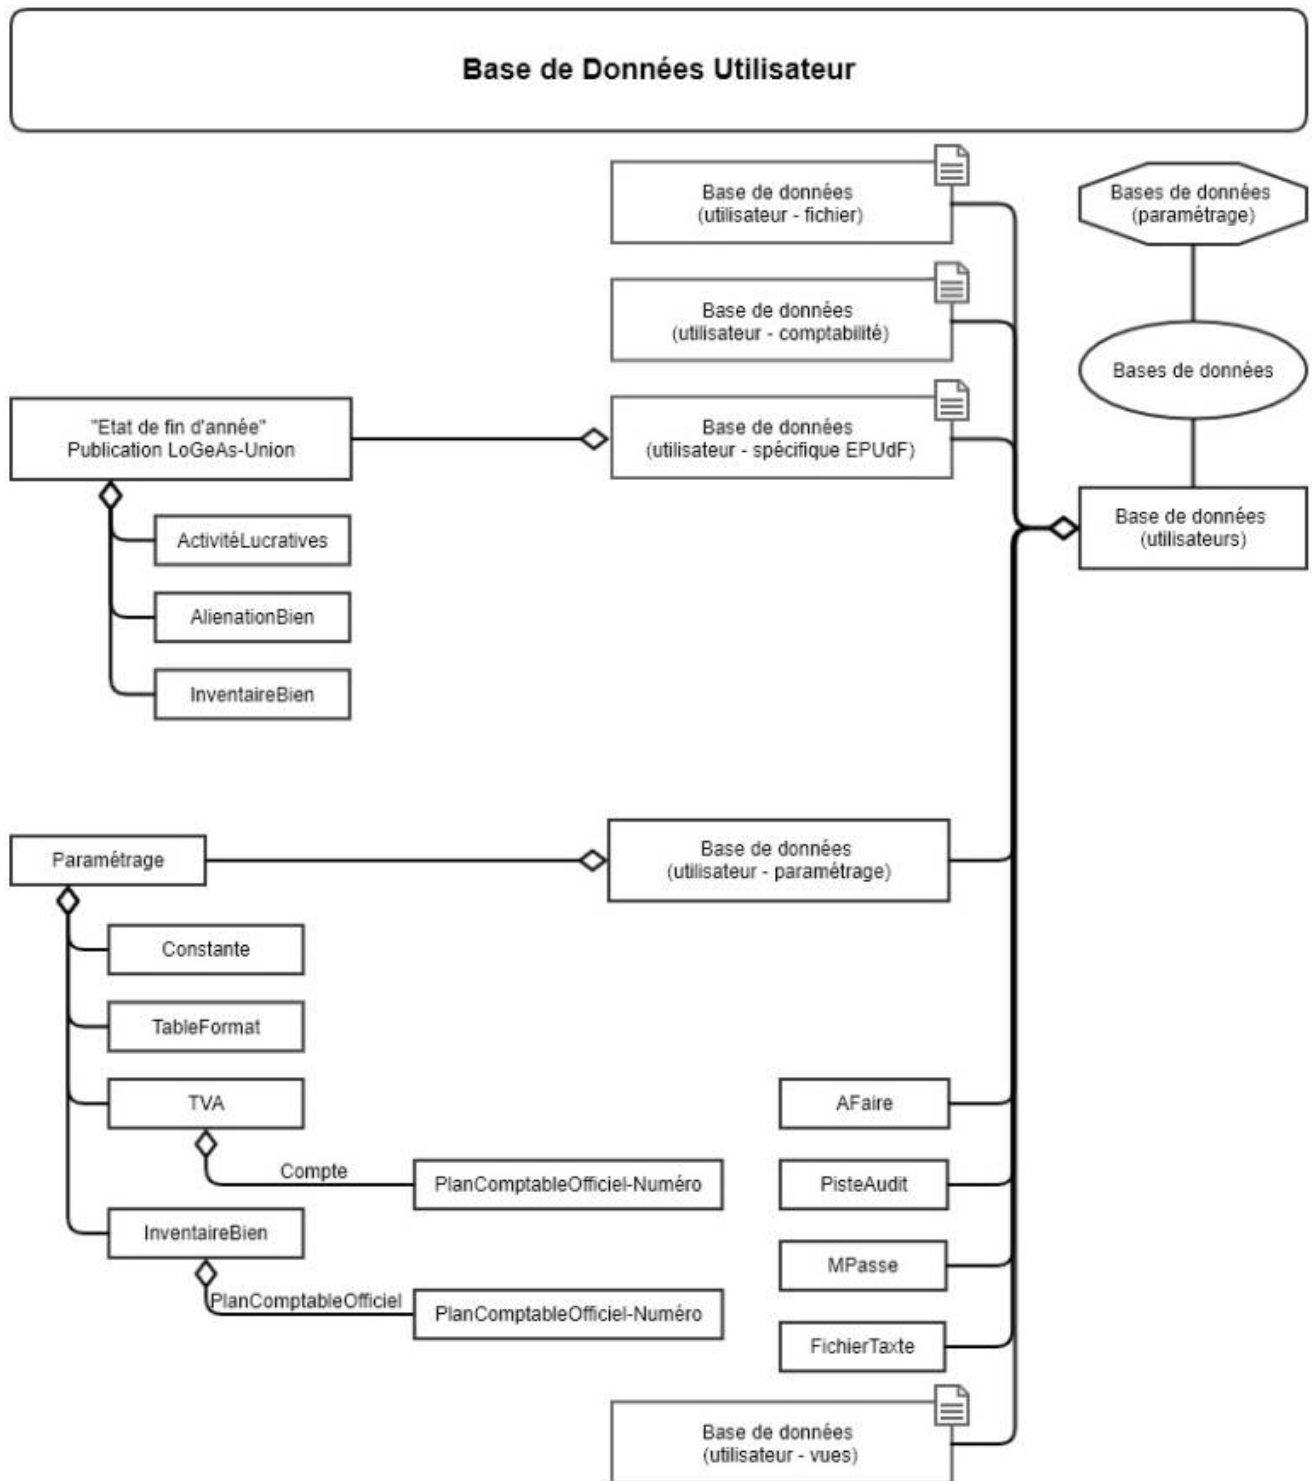 Base de Données Utilisateur
Base de données
(utilisateur - fichier)
Bases de données
(paramétrage)
Base de données
(utilisateur - comptabilité)
Bases de données
"Etat de fin d'année"
Publication LoGeAs-Union
Base de données
(utilisateur - spécifique EPUdF)
Base de données
(utilisateurs)
ActivitéLucratives
AlienationBien
InventaireBien
Paramétrage
Base de données
(utilisateur - paramétrage)
Constante
TableFormat
TVA
AFaire
Compte
PlanComptableOfficiel-Numéro
PisteAudit
InventaireBien
MPasse
PlanComptableOfficiel
PlanComptableOfficiel-Numéro
FichierTaxte
Base de données
(utilisateur - vues)